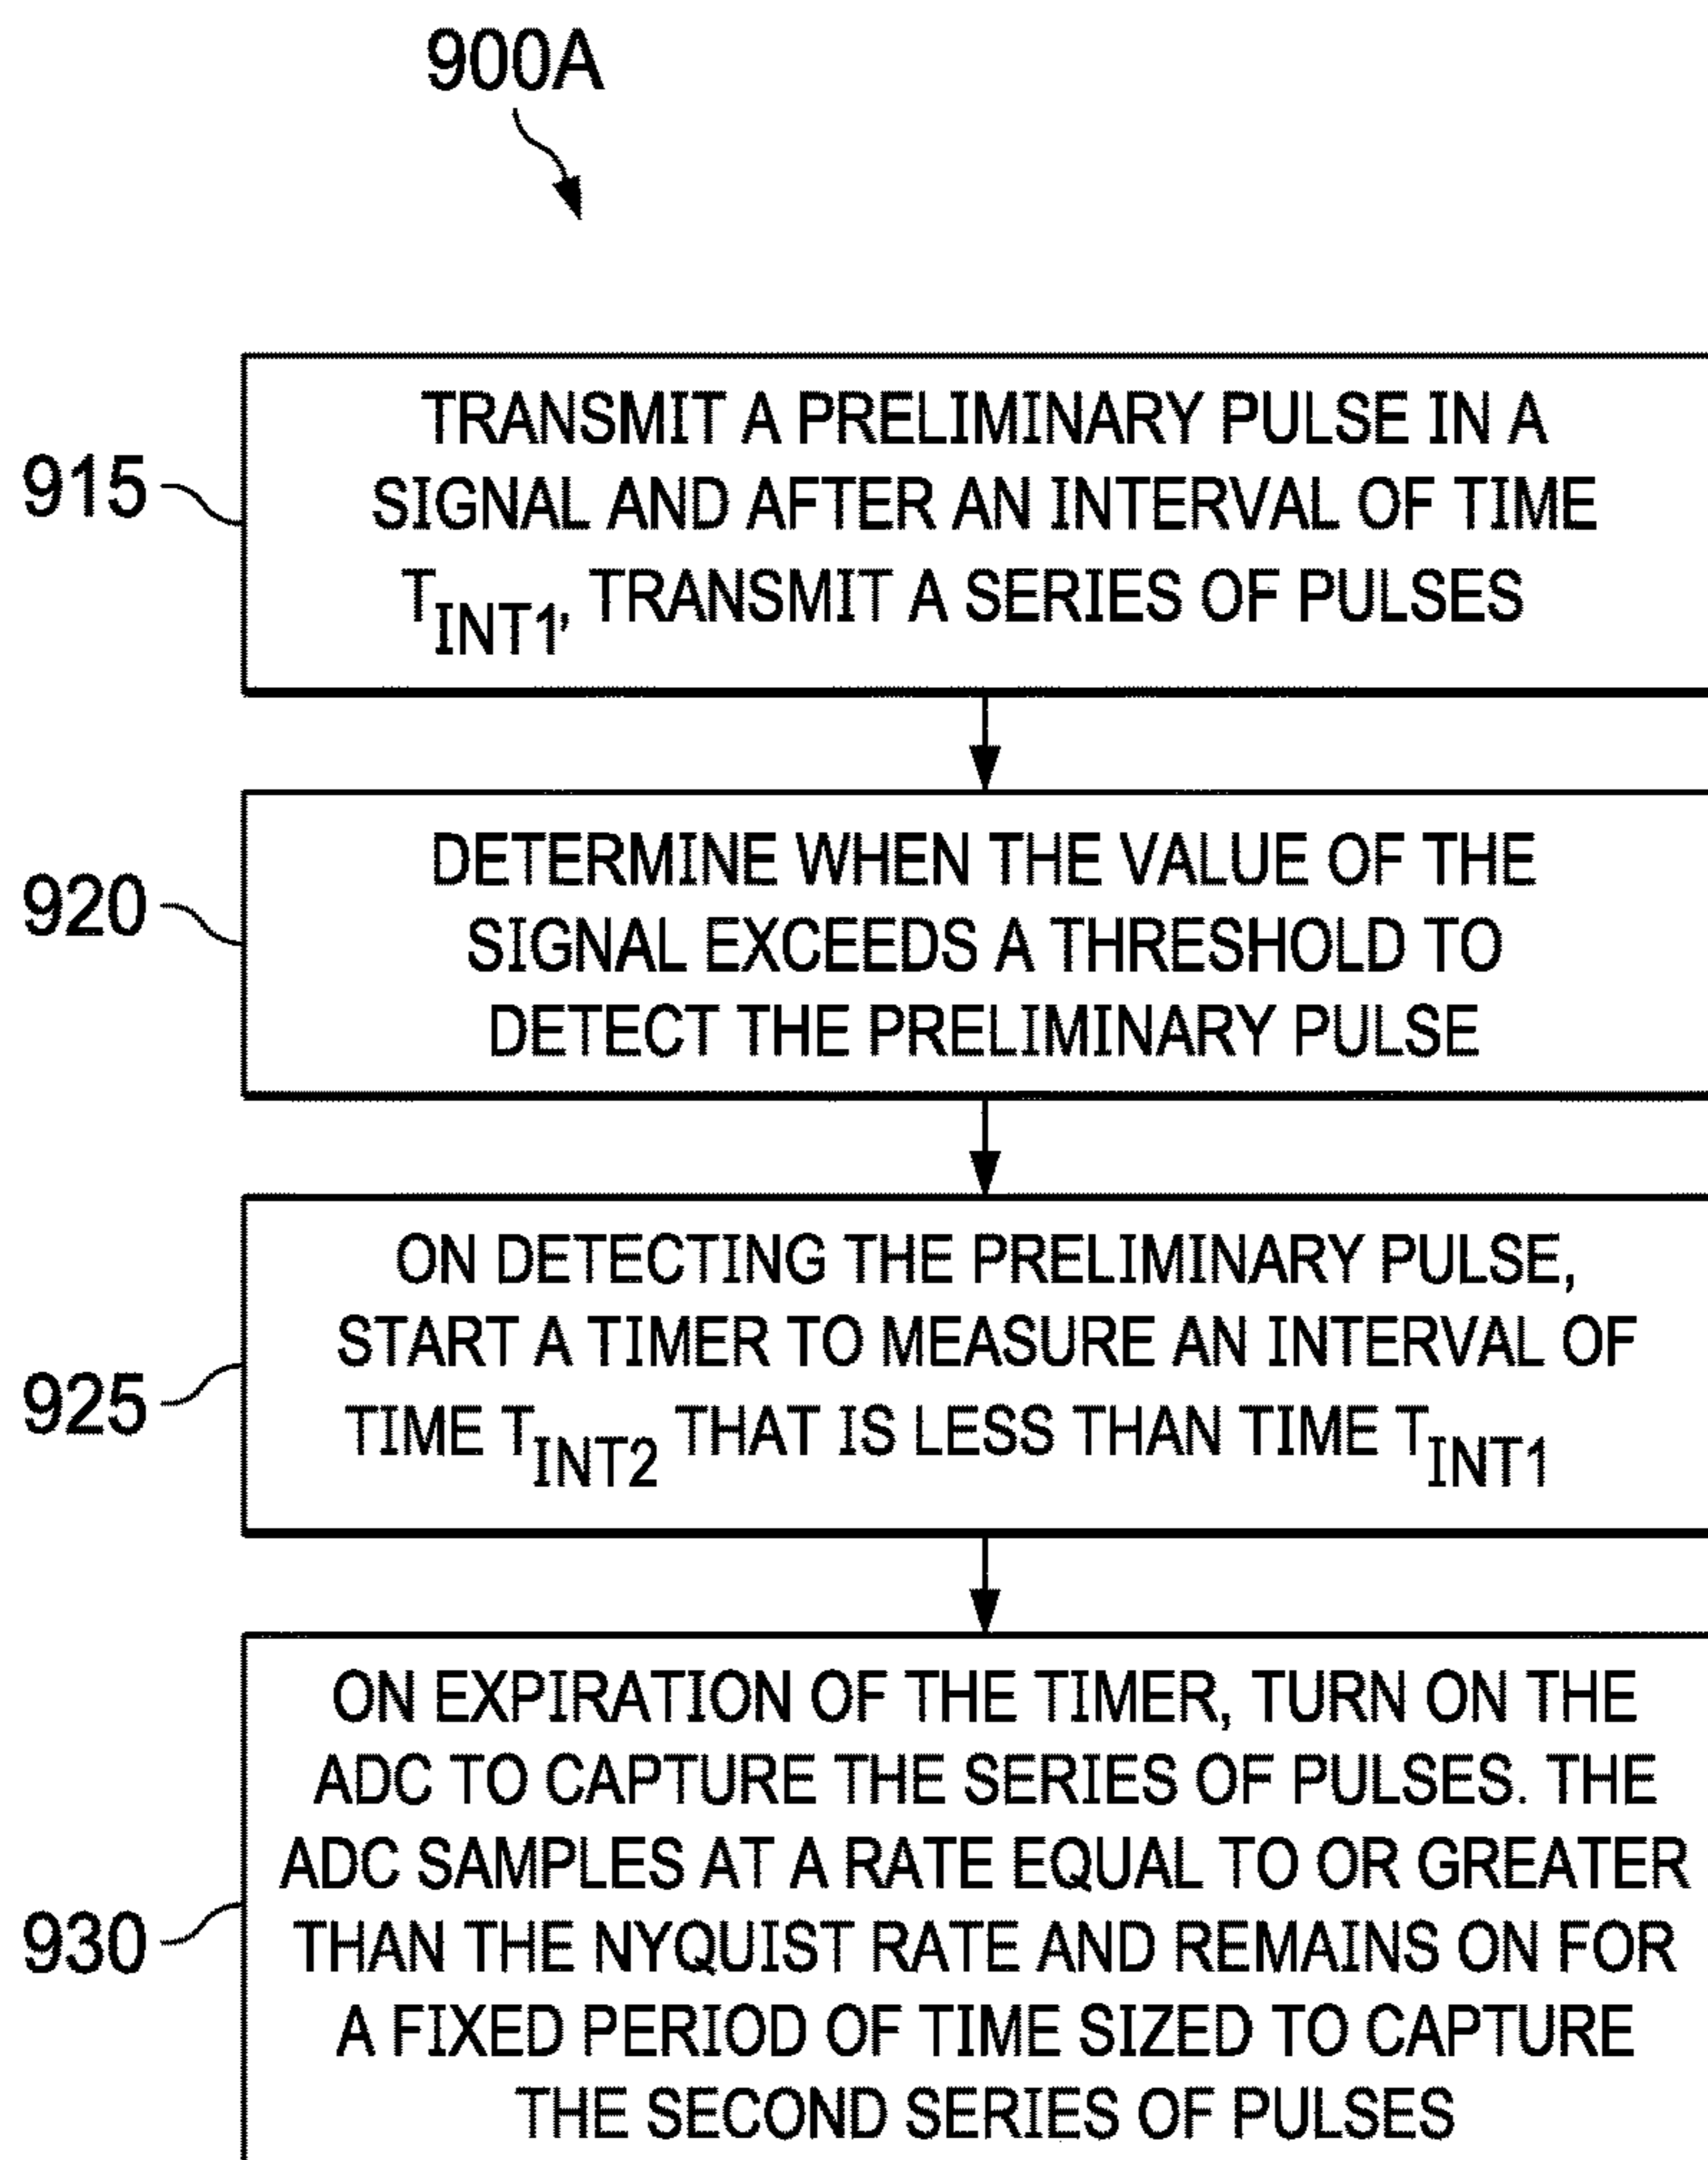 900A
915
TRANSMIT A PRELIMINARY PULSE IN A
SIGNAL AND AFTER AN INTERVAL OF TIME
TINT1, TRANSMIT A SERIES OF PULSES
920
DETERMINE WHEN THE VALUE OF THE
SIGNAL EXCEEDS A THRESHOLD TO
DETECT THE PRELIMINARY PULSE
925
ON DETECTING THE PRELIMINARY PULSE,
START A TIMER TO MEASURE AN INTERVAL OF
TIME TINT2 THAT IS LESS THAN TIME TINT1
930
ON EXPIRATION OF THE TIMER, TURN ON THE
ADC TO CAPTURE THE SERIES OF PULSES. THE
ADC SAMPLES AT A RATE EQUAL TO OR GREATER
THAN THE NYQUIST RATE AND REMAINS ON FOR
A FIXED PERIOD OF TIME SIZED TO CAPTURE
THE SECOND SERIES OF PULSES